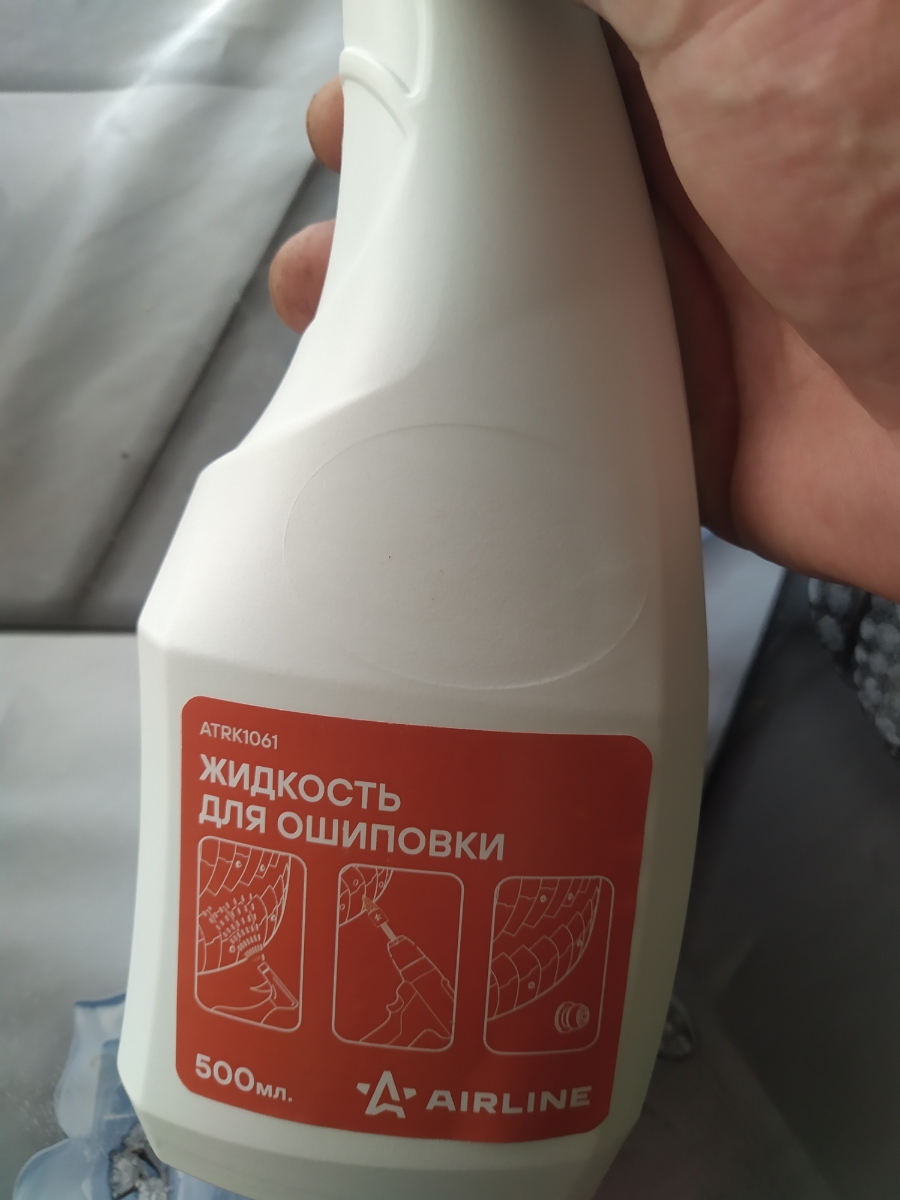 ATRK1061
ЖИДКОСТЬ
ДЛЯ ОШИПОВКИ
500мл.
AIRLINE